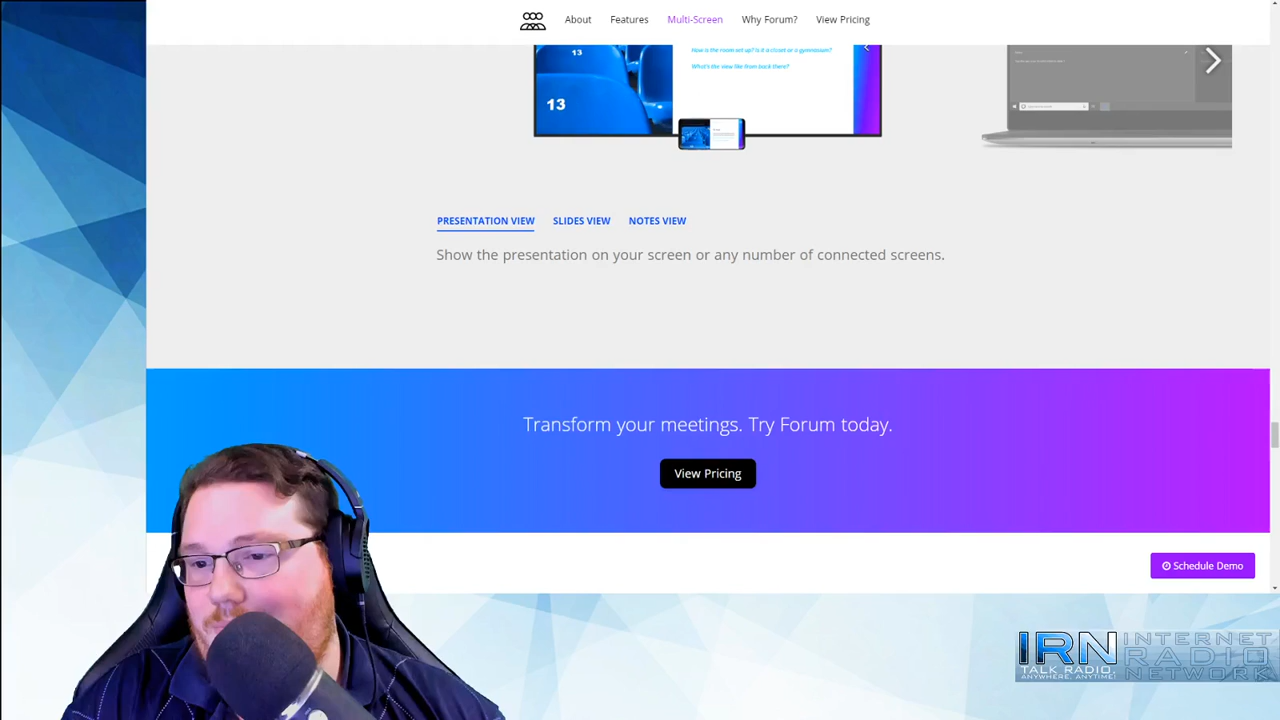 About Features Multi-Screen Why Forum? View Pricing
13
How is the room set up? Is it a circut or a gymnasium?
What's the view like from back there?
13
PRESENTATION VIEW SLIDES VIEW NOTES VIEW
Show the presentation on your screen or any number of connected screens.
Transform your meetings. Try Forum today.
View Pricing
Schedule Demo
IRN INTERNET
RADIO
TALK RADIO NETWORK
ANYWHERE, ANYTIME!